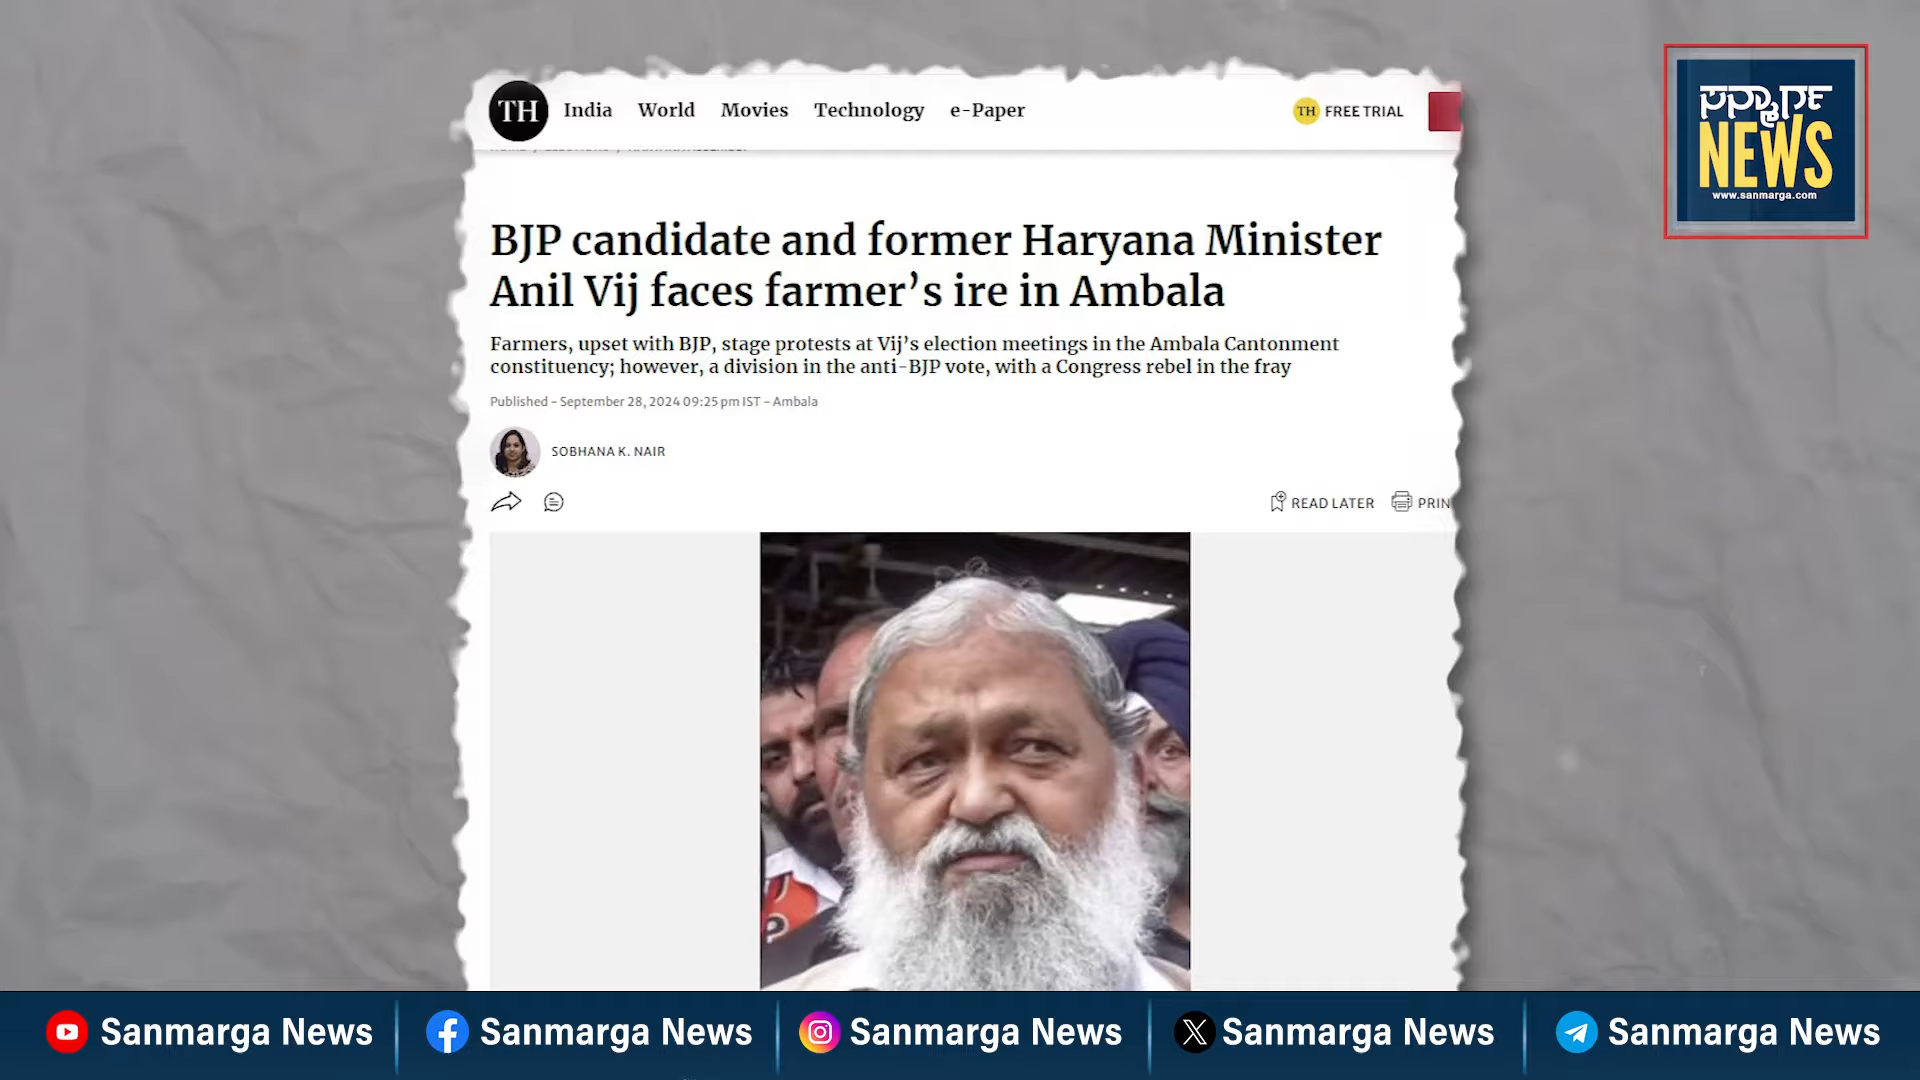 TH India World Movies Technology e-Paper
TH FREE TRIAL
ಸನ್ಮಾರ್ಗ
NEWS
www.sanmarga.com
BJP candidate and former Haryana Minister
Anil Vij faces farmer’s ire in Ambala
Farmers, upset with BJP, stage protests at Vij’s election meetings in the Ambala Cantonment
constituency; however, a division in the anti-BJP vote, with a Congress rebel in the fray
Published - September 28, 2024 09:25 pm IST - Ambala
SOBHANA K. NAIR
READ LATER PRIN
Sanmarga News Sanmarga News Sanmarga News Sanmarga News Sanmarga News